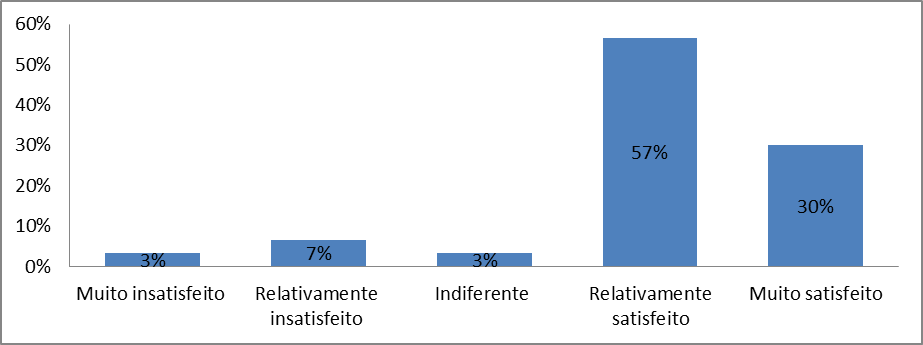 60%
50%
40%
30%
20%
10%
0%
3%
7%
3%
57%
30%
Muito insatisfeito
Relativamente
insatisfeito
Indiferente
Relativamente
satisfeito
Muito satisfeito